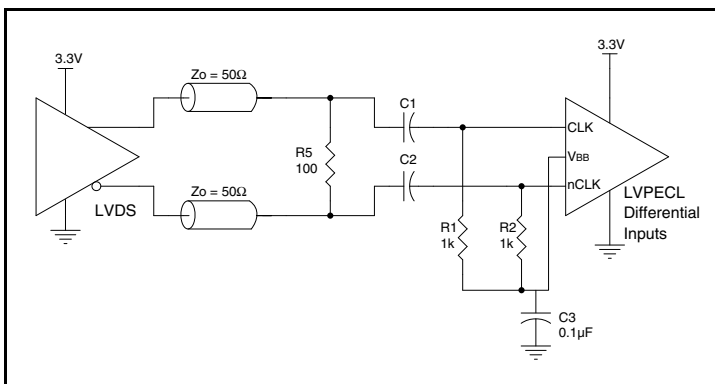 3.3V
3.3V
Zo = 50Ω
C1
CLK
R5
100
VBB
C2
Zo = 50Ω
nCLK
LVDS
LVPECL
Differential
Inputs
R1
1k
R2
1k
C3
0.1µF